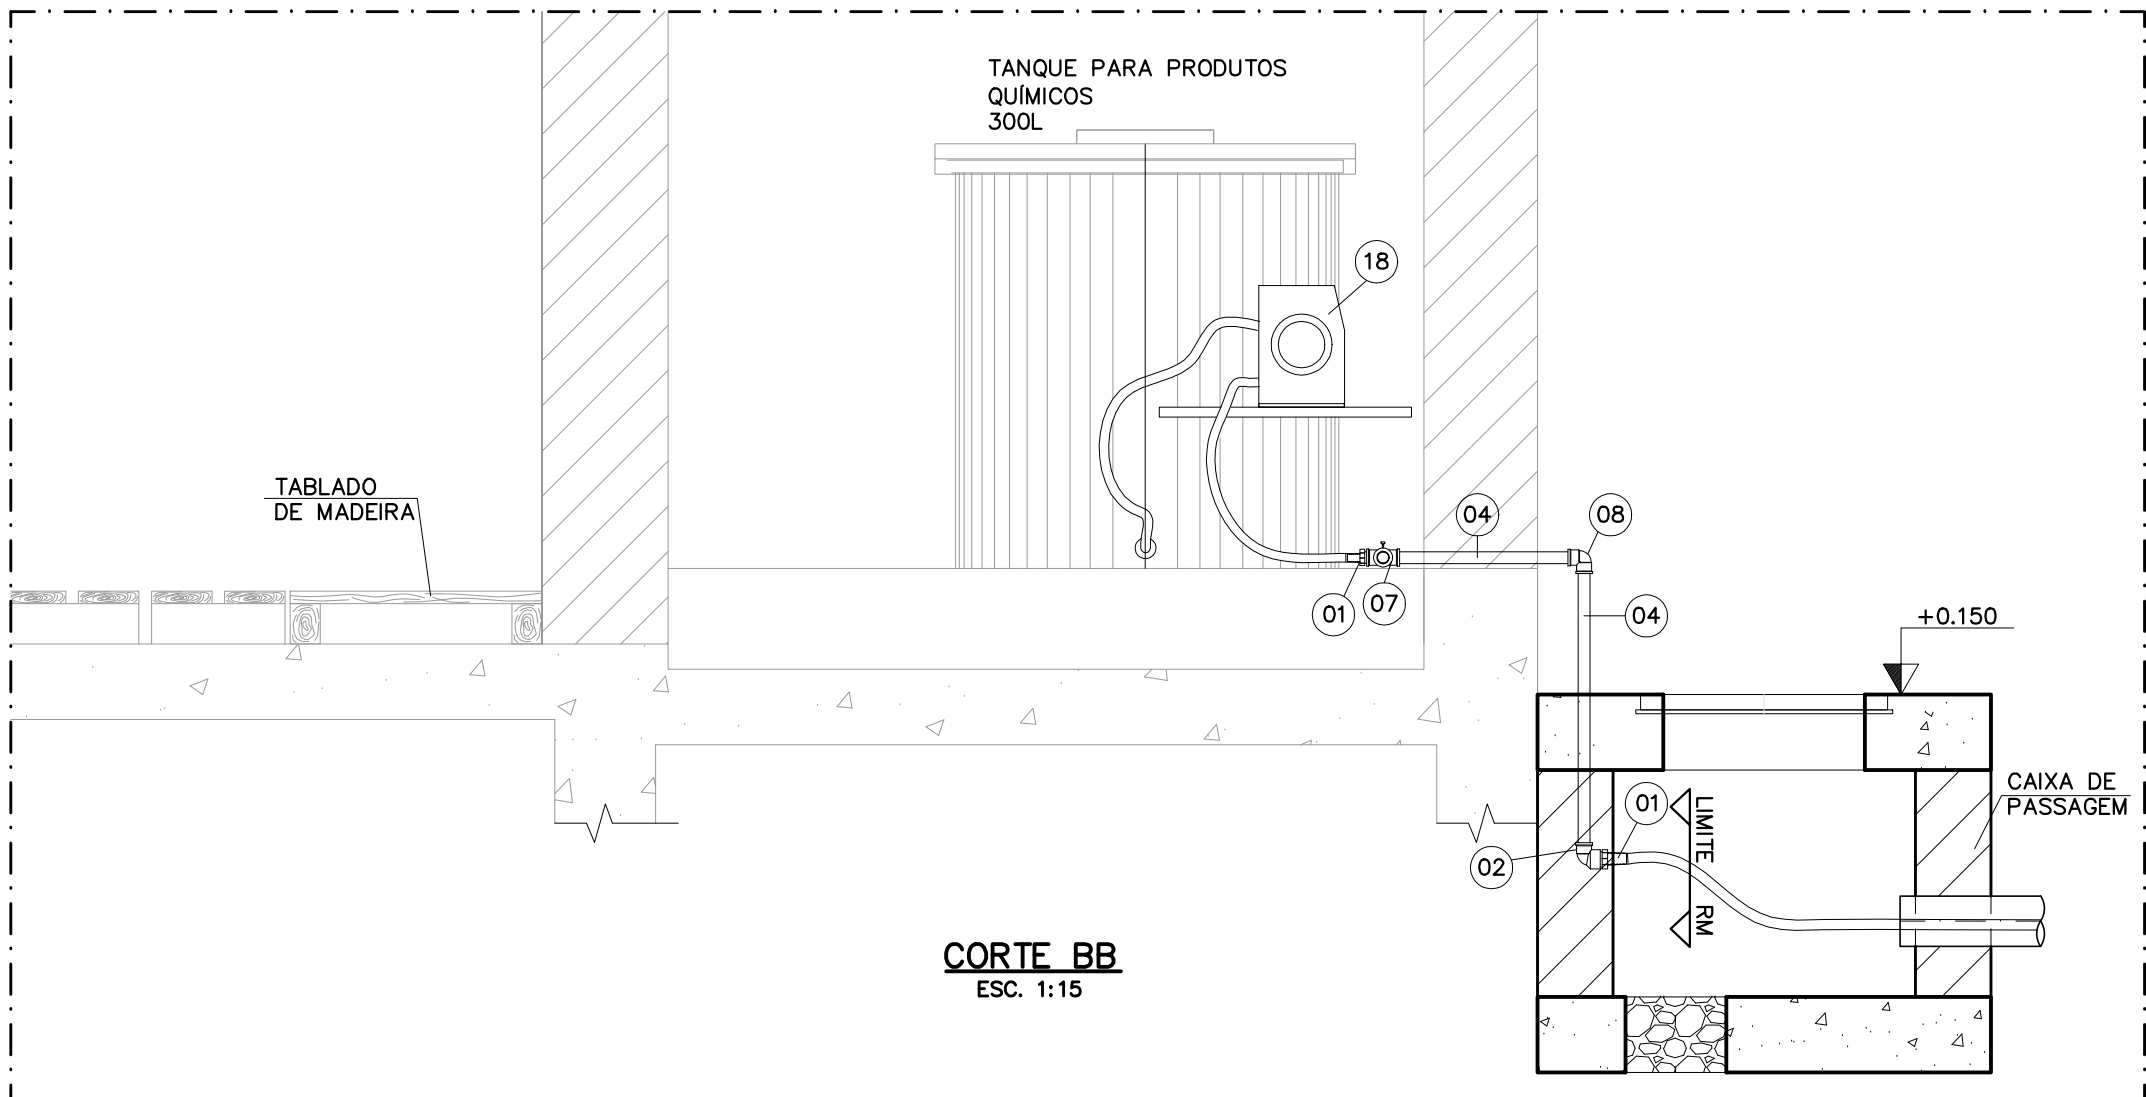 TANQUE PARA PRODUTOS
QUÍMICOS
300L
18
TABLADO
DE MADEIRA
04
08
01
07
04
+0.150
CAIXA DE
PASSAGEM
01
LIMITE
RM
02
CORTE BB
ESC. 1:15